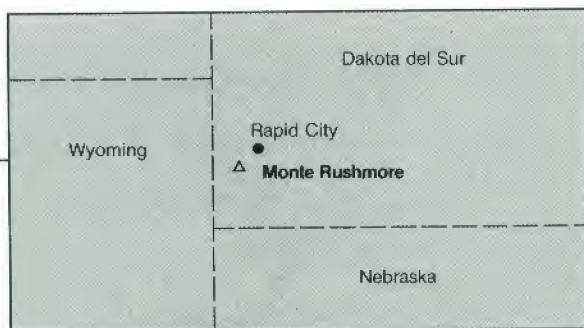 Dakota del Sur
Rapid City
Wyoming
Monte Rushmore
Nebraska